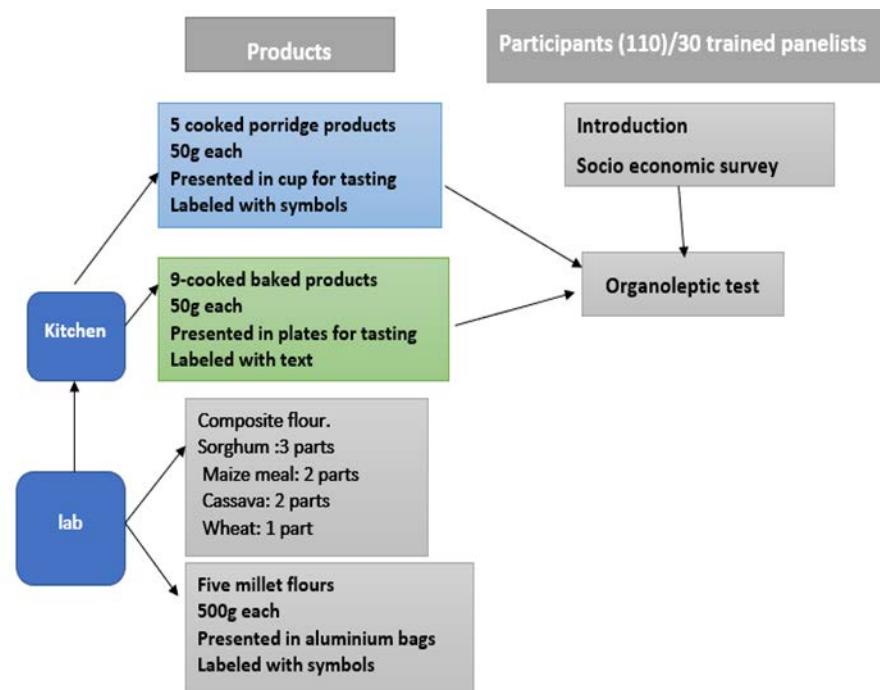 Products
Participants (110)/30 trained panelists
5 cooked porridge products
50g each
Presented in cup for tasting
Labeled with symbols
Introduction
Socio economic survey
9-cooked baked products
50g each
Presented in plates for tasting
Labeled with text
Organoleptic test
Kitchen
Composite flour.
Sorghum :3 parts
Maize meal: 2 parts
Cassava: 2 parts
Wheat: 1 part
lab
Five millet flours
500g each
Presented in aluminium bags
Labeled with symbols